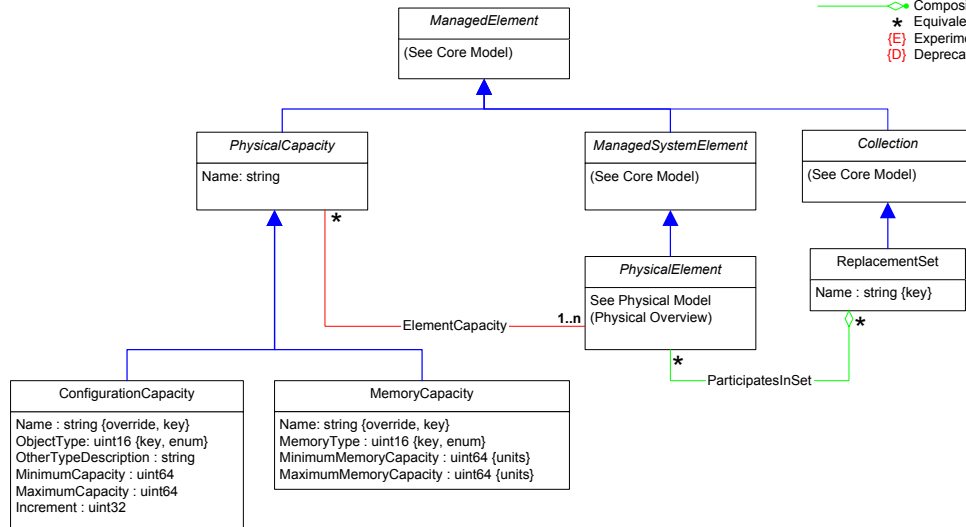 ManagedElement
(See Core Model)
Composi
* Equivale
{E} Experime
{D} Depreca
PhysicalCapacity
Name: string
ManagedSystemElement
(See Core Model)
Collection
(See Core Model)
*
PhysicalElement
See Physical Model
(Physical Overview)
ReplacementSet
Name : string {key}
ElementCapacity
1..n
*
*
ParticipatesInSet
ConfigurationCapacity
Name : string {override, key}
ObjectType: uint16 {key, enum}
OtherTypeDescription : string
MinimumCapacity : uint64
MaximumCapacity : uint64
Increment : uint32
MemoryCapacity
Name: string {override, key}
MemoryType : uint16 {key, enum}
MinimumMemoryCapacity : uint64 {units}
MaximumMemoryCapacity : uint64 {units}